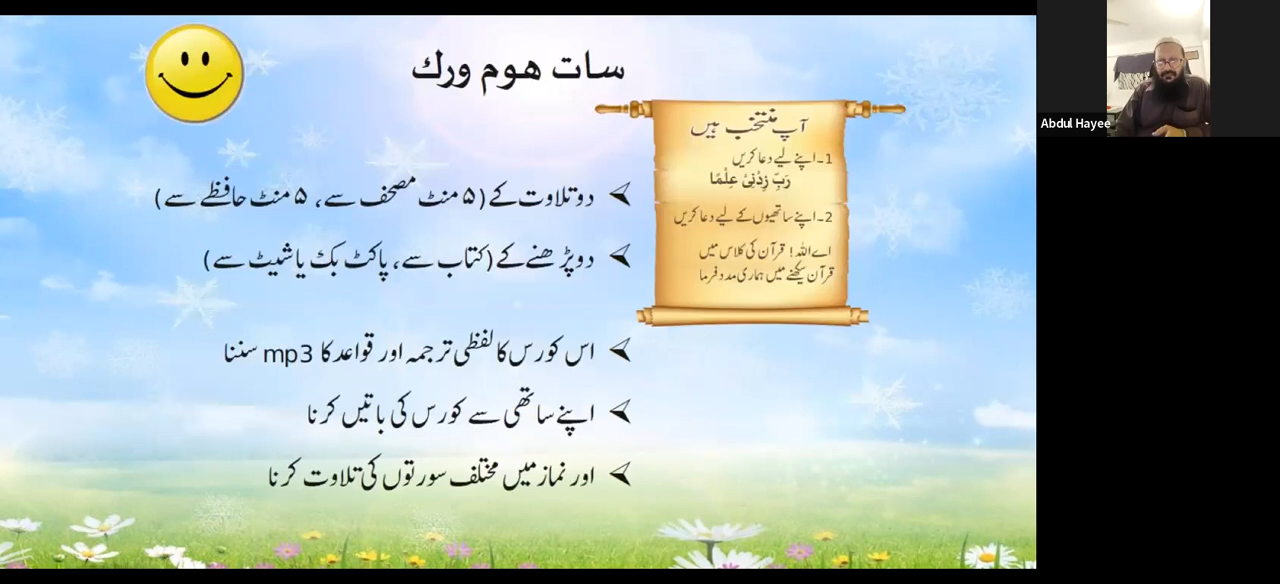 سات ھوم ورك
آپ منتخب ہیں
1۔اپنے لیے دعا کریں
رَبِّ زِدْنِیْ عِلْمًا
2۔اپنے ساتھیوں کے لیے دعا کریں
اے اللہ! قرآن کی کلاس میں
قرآن سیکھنے میں ہماری مدد فرما
دو تلاوت کے (۵ منٹ مصحف سے، ۵ منٹ حافظے سے)
دو پڑھنے کے (کتاب سے، پاکٹ بک یا شیٹ سے)
اس کورس کا لفظی ترجمہ اور قواعد کا mp3 سننا
اپنے ساتھی سے کورس کی باتیں کرنا
اور نماز میں مختلف سورتوں کی تلاوت کرنا
Abdul Hayee